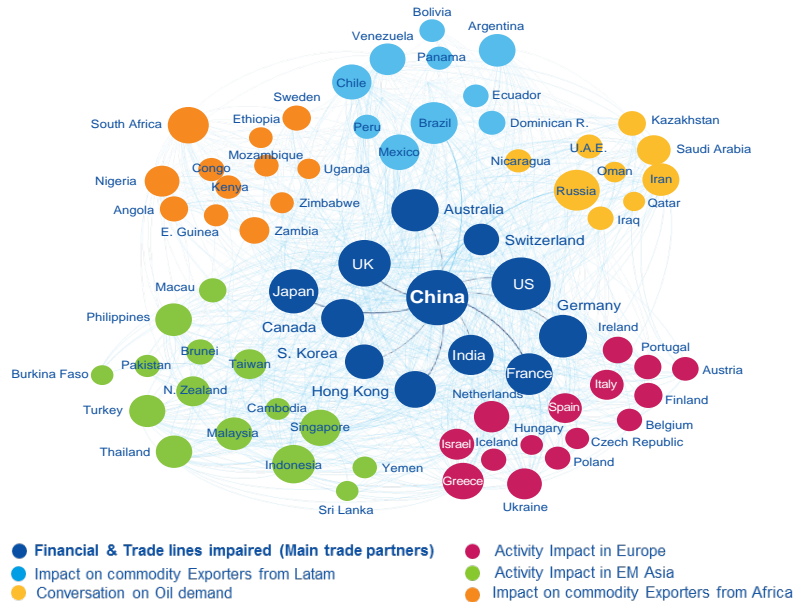 Bolivia
Argentina
Venezuela
Panama
Chile
Ecuador
Sweden
Kazakhstan
South Africa
Ethiopia
Peru
Brazil
Dominican R.
U.A.E.
Saudi Arabia
Mozambique
Mexico
Nicaragua
Congo
Uganda
Oman
Nigeria
Kenya
Russia
Iran
Angola
Zimbabwe
Qatar
Australia
E. Guinea
Zambia
Iraq
Switzerland
UK
Macau
Japan
US
China
Philippines
Germany
Canada
Ireland
S. Korea
Portugal
Brunei
India
Pakistan
Taiwan
Austria
Burkina Faso
France
Italy
N. Zealand
Hong Kong
Netherlands
Finland
Turkey
Cambodia
Spain
Singapore
Hungary
Belgium
Malaysia
Israel
Iceland
Czech Republic
Thailand
Indonesia
Yemen
Poland
Greece
Sri Lanka
Ukraine
Financial & Trade lines impaired (Main trade partners)
Activity Impact in Europe
Impact on commodity Exporters from Latam
Activity Impact in EM Asia
Conversation on Oil demand
Impact on commodity Exporters from Africa